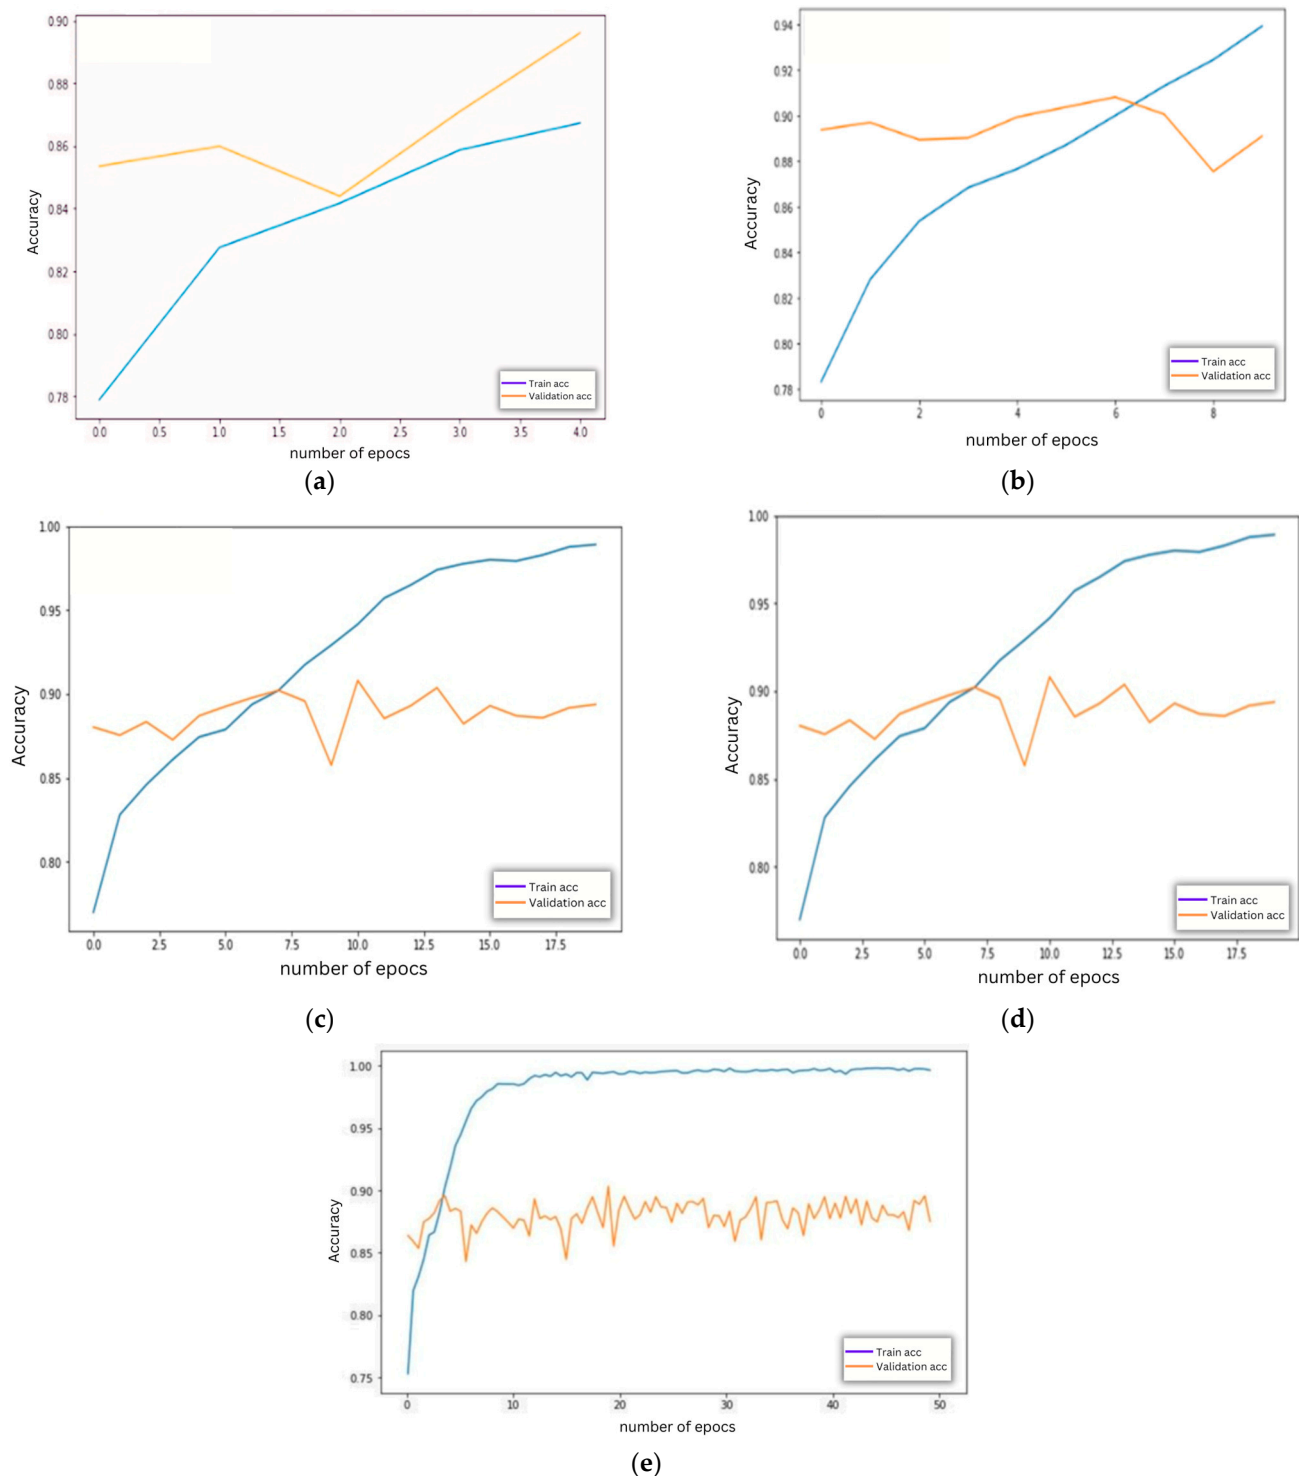 0.90
0.88
0.86
0.84
0.82
0.80
0.78
Accuracy
Train acc
Validation acc
0.0 0.5 1.0 1.5 2.0 2.5 3.0 3.5 4.0
number of epocs
(a)
0.94
0.92
0.90
0.88
0.86
0.84
0.82
0.80
0.78
Accuracy
Train acc
Validation acc
0 2 4 6 8
number of epocs
(b)
1.00
0.95
0.90
0.85
0.80
Accuracy
Train acc
Validation acc
0.0 2.5 5.0 7.5 10.0 12.5 15.0 17.5
number of epocs
(c)
1.00
0.95
0.90
0.85
0.80
Accuracy
Train acc
Validation acc
0.0 2.5 5.0 7.5 10.0 12.5 15.0 17.5
number of epocs
(d)
1.00
0.95
0.90
0.85
0.80
0.75
Accuracy
Train acc
Validation acc
0 10 20 30 40 50
number of epocs
(e)